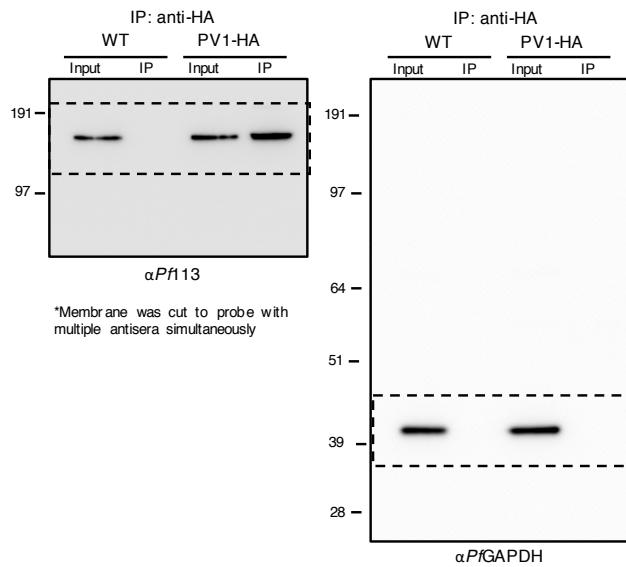 IP: anti-HA
WT PV1-HA
Input IP Input IP
191
97
αPf113
*Membrane was cut to probe with
multiple antisera simultaneously
IP: anti-HA
WT PV1-HA
Input IP Input IP
191
97
64
51
39
28
αPfGAPDH